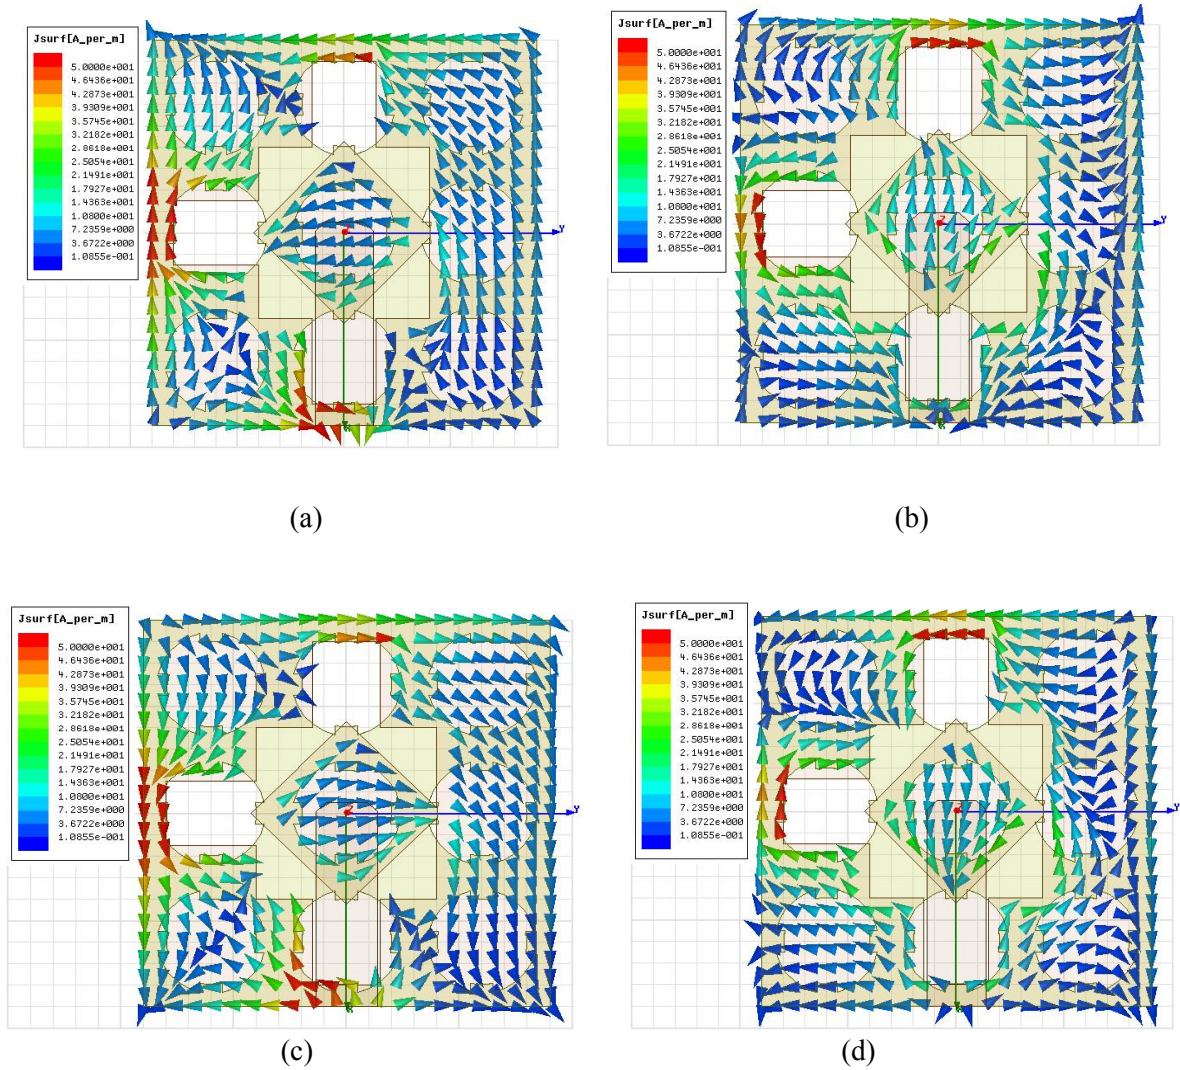 Jsurf[A_per_m]
5.0000e+001
4.6436e+001
4.2873e+001
3.9309e+001
3.5745e+001
3.2182e+001
2.8618e+001
2.5054e+001
2.1491e+001
1.7927e+001
1.4363e+001
1.0800e+001
7.2359e+000
3.6722e+000
1.0855e-001
Y
(a)
Jsurf[A_per_m]
5.0000e+001
4.6436e+001
4.2873e+001
3.9309e+001
3.5745e+001
3.2182e+001
2.8618e+001
2.5054e+001
2.1491e+001
1.7927e+001
1.4363e+001
1.0800e+001
7.2359e+000
3.6722e+000
1.0855e-001
Y
(b)
Jsurf[A_per_m]
5.0000e+001
4.6436e+001
4.2873e+001
3.9309e+001
3.5745e+001
3.2182e+001
2.8618e+001
2.5054e+001
2.1491e+001
1.7927e+001
1.4363e+001
1.0800e+001
7.2359e+000
3.6722e+000
1.0855e-001
Y
(c)
Jsurf[A_per_m]
5.0000e+001
4.6436e+001
4.2873e+001
3.9309e+001
3.5745e+001
3.2182e+001
2.8618e+001
2.5054e+001
2.1491e+001
1.7927e+001
1.4363e+001
1.0800e+001
7.2359e+000
3.6722e+000
1.0855e-001
Y
(d)